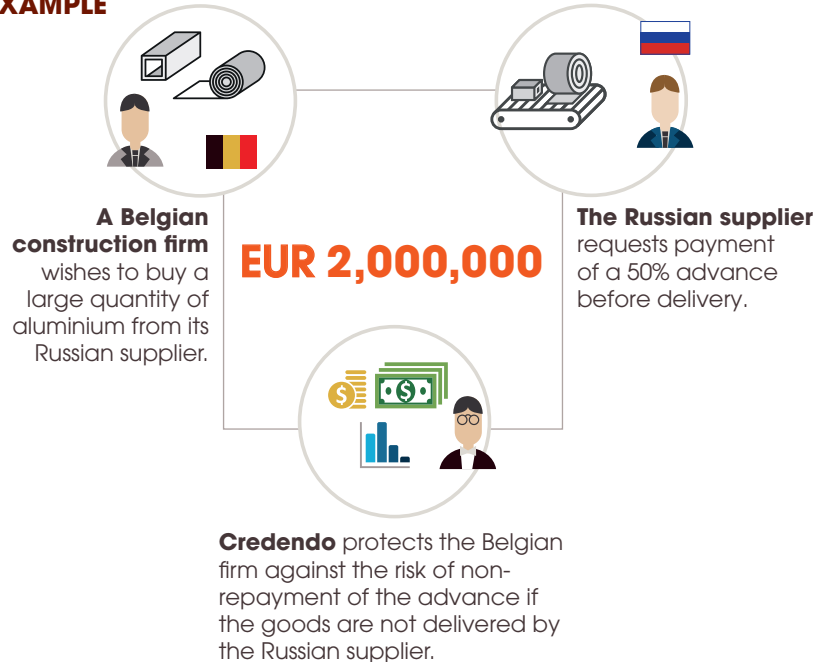 XAMPLE
A Belgian
construction firm
wishes to buy a
large quantity of
aluminium from its
Russian supplier.
EUR 2,000,000
The Russian supplier
requests payment
of a 50% advance
before delivery.
$
$
Credendo protects the Belgian
firm against the risk of non-
repayment of the advance if
the goods are not delivered by
the Russian supplier.